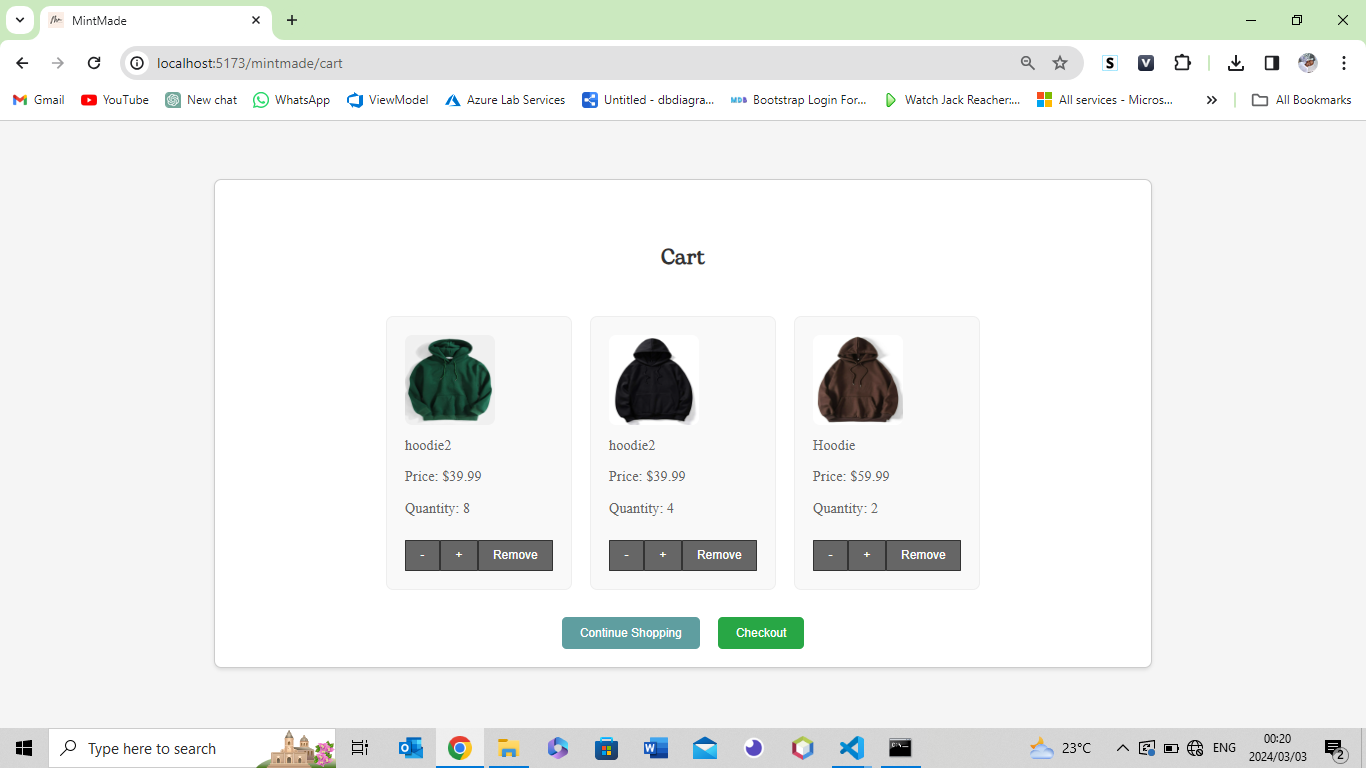 MintMade
localhost:5173/mintmade/cart
S V
Gmail YouTube New chat WhatsApp ViewModel Azure Lab Services Untitled - dbdiagra... MDB Bootstrap Login For... Watch Jack Reacher:... All services - Micros... All Bookmarks
Cart
hoodie2 hoodie2 Hoodie
Price: $39.99 Price: $39.99 Price: $59.99
Quantity: 8 Quantity: 4 Quantity: 2
- + Remove - + Remove - + Remove
Continue Shopping Checkout
Type here to search 23°C ENG 00:20
2024/03/03 2